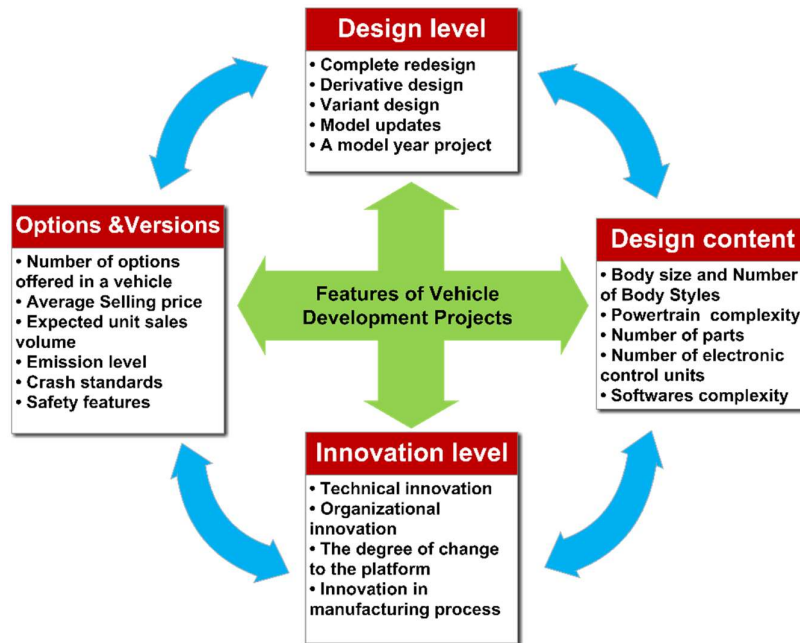 Design level
• Complete redesign
• Derivative design
• Variant design
• Model updates
• A model year project
Options &Versions
• Number of options
offered in a vehicle
• Average Selling price
• Expected unit sales
volume
• Emission level
• Crash standards
• Safety features
Features of Vehicle
Development Projects
Design content
• Body size and Number
of Body Styles
• Powertrain complexity
• Number of parts
• Number of electronic
control units
• Softwares complexity
Innovation level
• Technical innovation
• Organizational
innovation
• The degree of change
to the platform
• Innovation in
manufacturing process